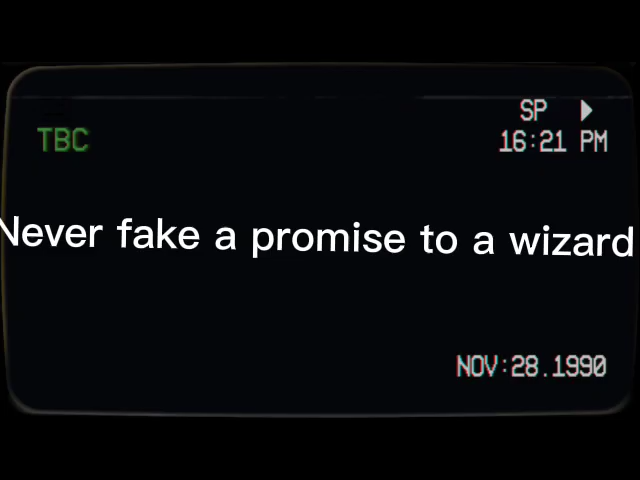 SP
TBC
16:21 PM
Never fake a promise to a wizard
NOV:28.1990